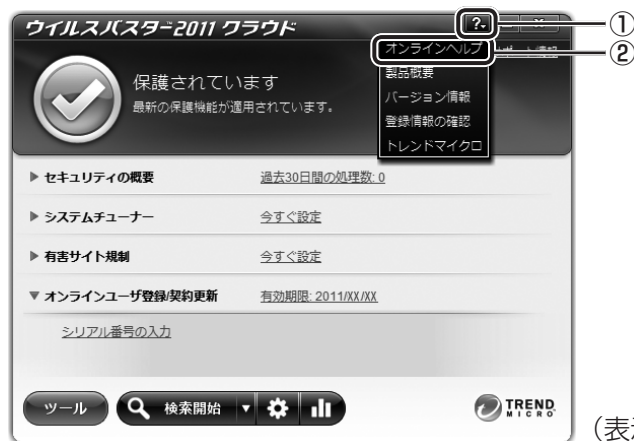 ウイルスバスター2011 クラウド
?
①
オンラインヘルプ
②
保護されています
最新の保護機能が適用されています。
製品概要
バージョン情報
登録情報の確認
トレンドマイクロ
▶ セキュリティの概要 過去30日間の処理数: 0
▶ システムチューナー 今すぐ設定
▶ 有害サイト規制 今すぐ設定
▼ オンラインユーザ登録/契約更新 有効期限: 2011/XX/XX
シリアル番号の入力
ツール 検索開始 ▼
TREND
MICRO
(表